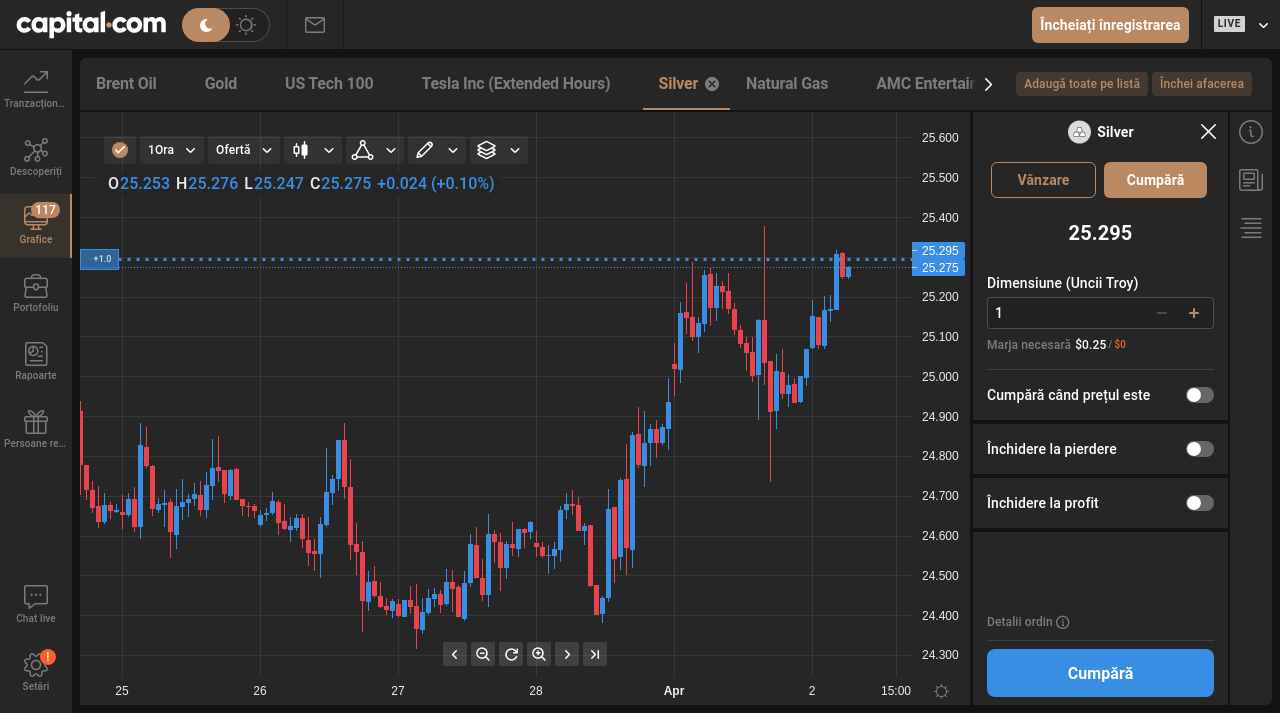 capital.com
Încheiați înregistrarea
LIVE
Tranzacțion...
Descoperiți
117
Grafice
Portofoliu
Rapoarte
Persoane re...
Chat live
!
Setări
Brent Oil
Gold
US Tech 100
Tesla Inc (Extended Hours)
Silver
Natural Gas
AMC Entertain
Adaugă toate pe listă
Închei afacerea
1Ora
Ofertă
O25.253 H25.276 L25.247 C25.275 +0.024 (+0.10%)
+1.0
25.600
25.500
25.400
25.295
25.275
25.200
25.100
25.000
24.900
24.800
24.700
24.600
24.500
24.400
24.300
25
26
27
28
Apr
2
15:00
Silver
Vânzare
Cumpără
25.295
Dimensiune (Uncii Troy)
1
Marja necesară $0.25 / $0
Cumpără când prețul este
Închidere la pierdere
Închidere la profit
Detalii ordin
Cumpără